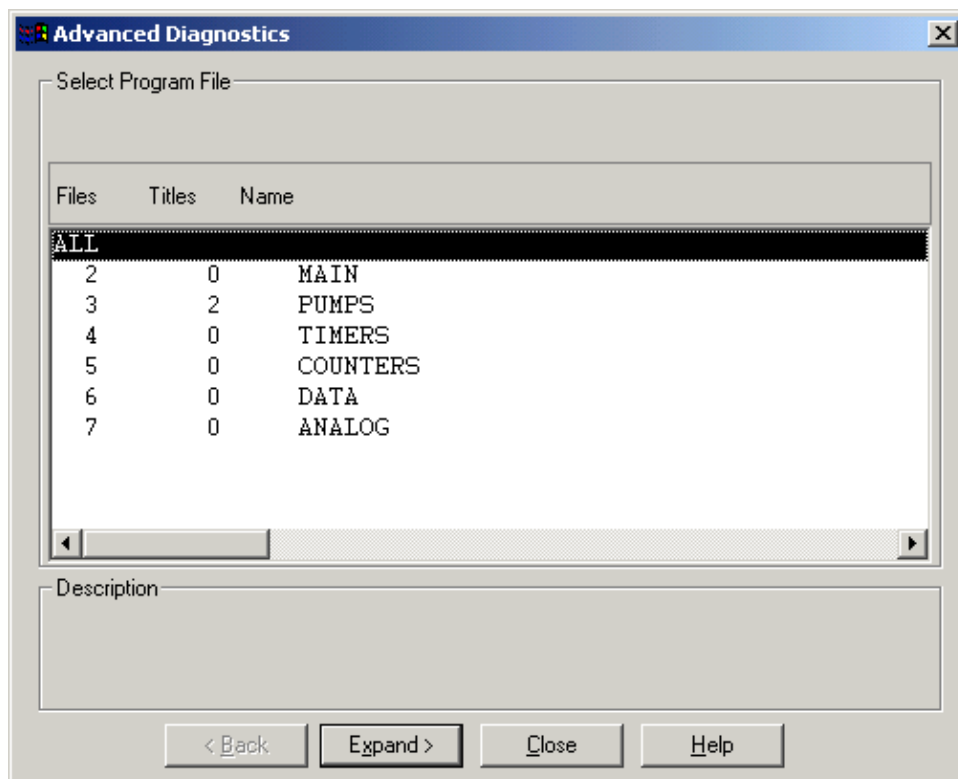 Advanced Diagnostics
Select Program File
Files Titles Name
ALL
2 0 MAIN
3 2 PUMPS
4 0 TIMERS
5 0 COUNTERS
6 0 DATA
7 0 ANALOG
Description
< Back Expand > Close Help